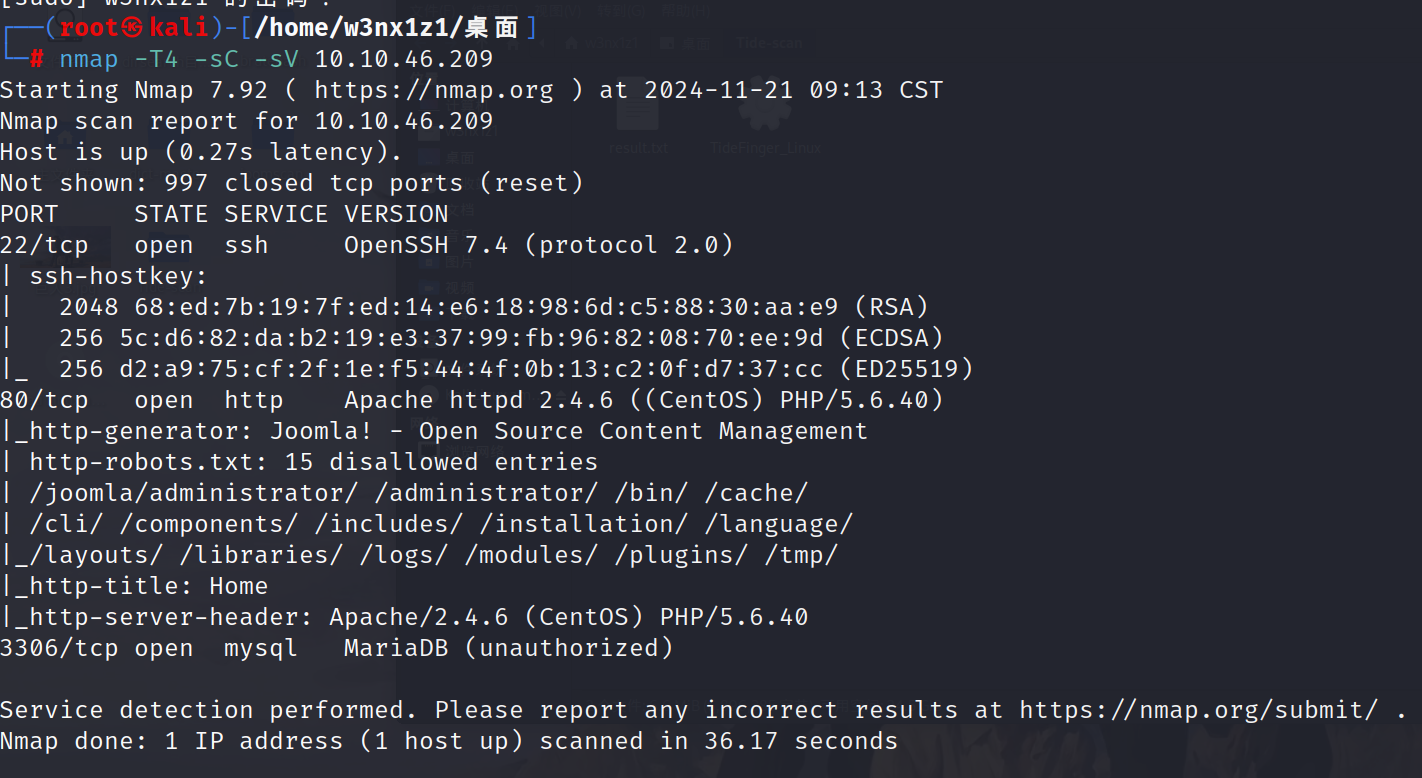 [sudo] w3nx1z1 的密码：
┌──(root㉿kali)-[/home/w3nx1z1/桌面]
└─# nmap -T4 -sC -sV 10.10.46.209
Starting Nmap 7.92 ( https://nmap.org ) at 2024-11-21 09:13 CST
Nmap scan report for 10.10.46.209
Host is up (0.27s latency).
Not shown: 997 closed tcp ports (reset)
PORT     STATE SERVICE VERSION
22/tcp   open  ssh     OpenSSH 7.4 (protocol 2.0)
| ssh-hostkey:
|   2048 68:ed:7b:19:7f:ed:14:e6:18:98:6d:c5:88:30:aa:e9 (RSA)
|   256 5c:d6:82:da:b2:19:e3:37:99:fb:96:82:08:70:ee:9d (ECDSA)
|_  256 d2:a9:75:cf:2f:1e:f5:44:4f:0b:13:c2:0f:d7:37:cc (ED25519)
80/tcp   open  http    Apache httpd 2.4.6 ((CentOS) PHP/5.6.40)
|_http-generator: Joomla! - Open Source Content Management
| http-robots.txt: 15 disallowed entries
| /joomla/administrator/ /administrator/ /bin/ /cache/
| /cli/ /components/ /includes/ /installation/ /language/
|_/layouts/ /libraries/ /logs/ /modules/ /plugins/ /tmp/
|_http-title: Home
|_http-server-header: Apache/2.4.6 (CentOS) PHP/5.6.40
3306/tcp open  mysql   MariaDB (unauthorized)
Service detection performed. Please report any incorrect results at https://nmap.org/submit/ .
Nmap done: 1 IP address (1 host up) scanned in 36.17 seconds